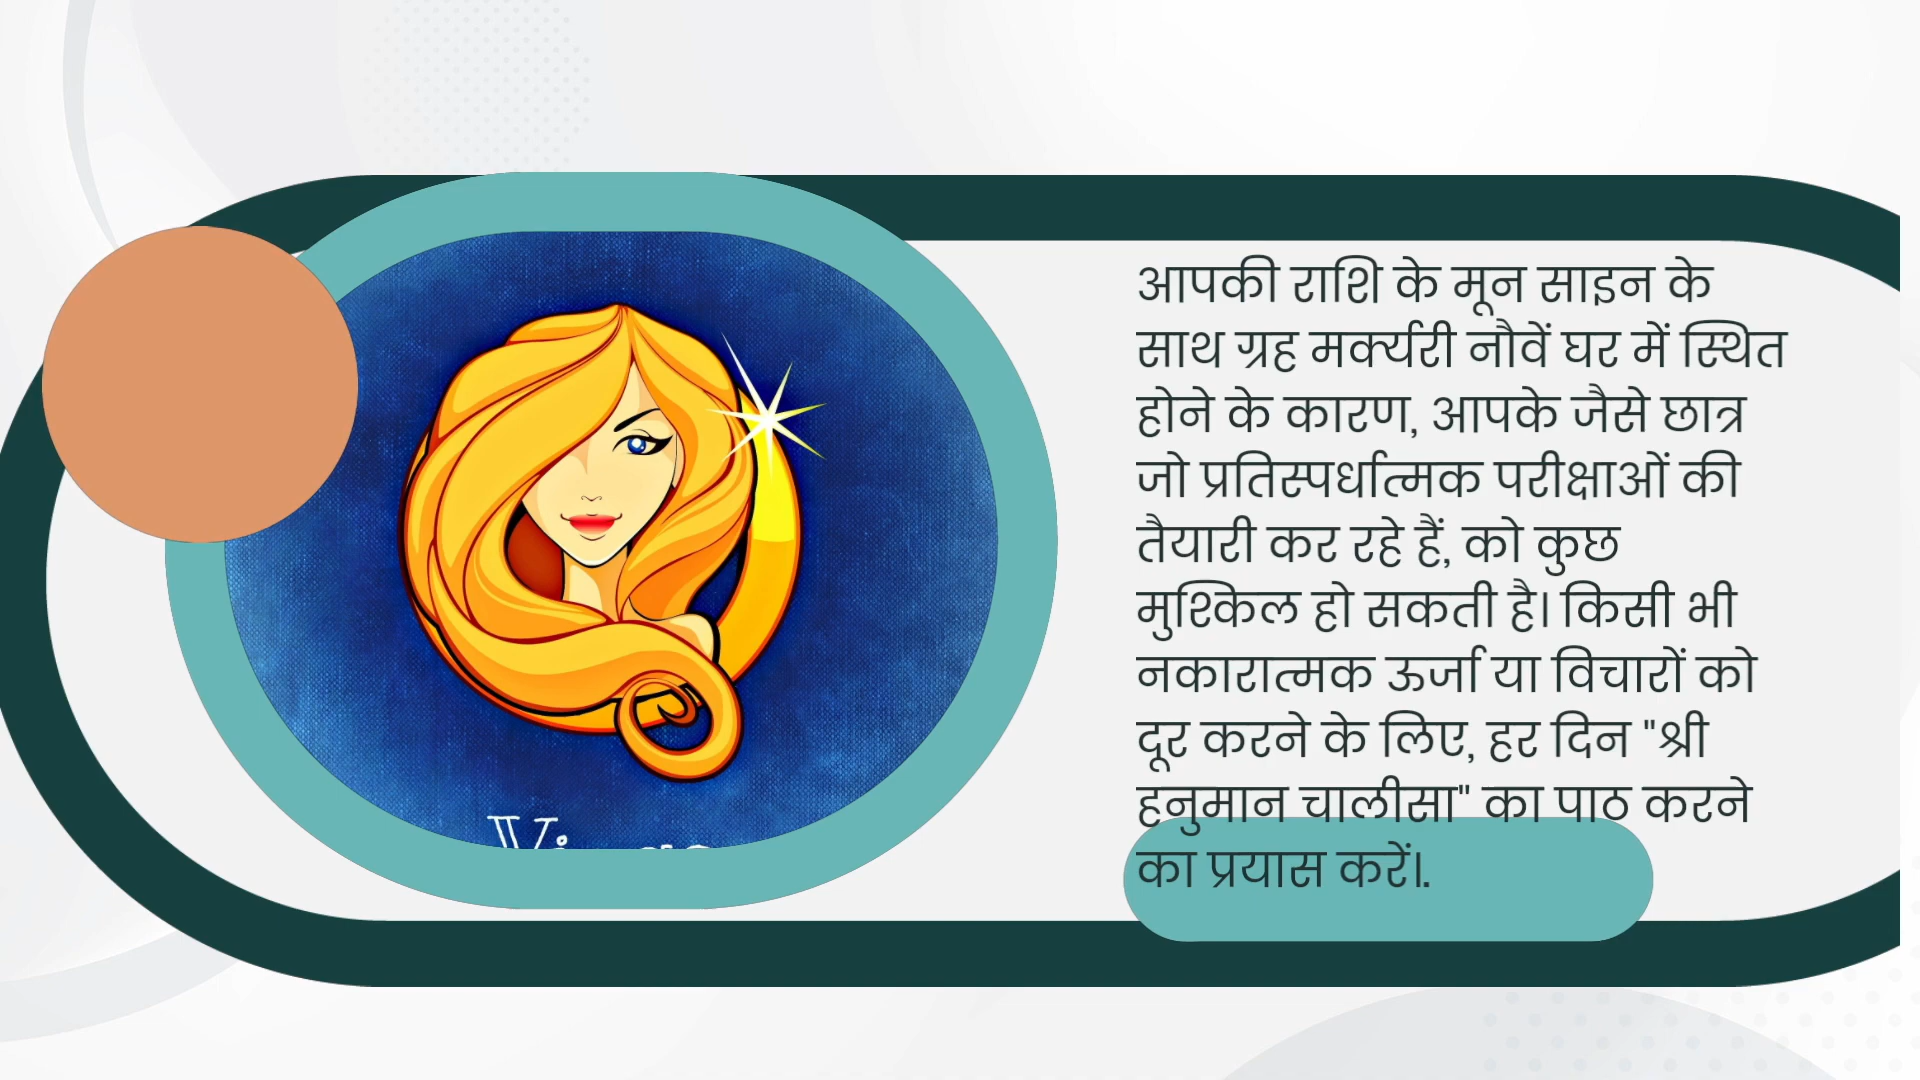 आपकी राशि के मून साइन के
साथ ग्रह मर्क्यरी नौवें घर में स्थित
होने के कारण, आपके जैसे छात्र
जो प्रतिस्पर्धात्मक परीक्षाओं की
तैयारी कर रहे हैं, को कुछ
मुश्किल हो सकती है। किसी भी
नकारात्मक ऊर्जा या विचारों को
दूर करने के लिए, हर दिन "श्री
हनुमान चालीसा" का पाठ करने
का प्रयास करें।.